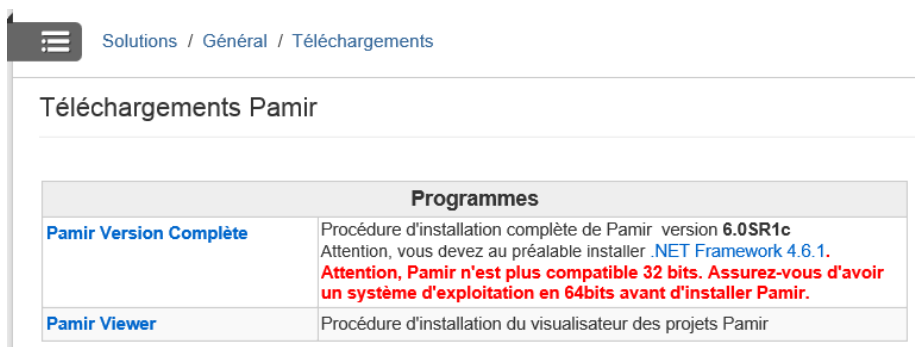 Solutions / Général / Téléchargements
Téléchargements Pamir
Programmes
Pamir Version Complète
Procédure d'installation complète de Pamir version 6.0SR1c
Attention, vous devez au préalable installer .NET Framework 4.6.1.
Attention, Pamir n'est plus compatible 32 bits. Assurez-vous d'avoir
un système d'exploitation en 64bits avant d'installer Pamir.
Pamir Viewer
Procédure d'installation du visualisateur des projets Pamir